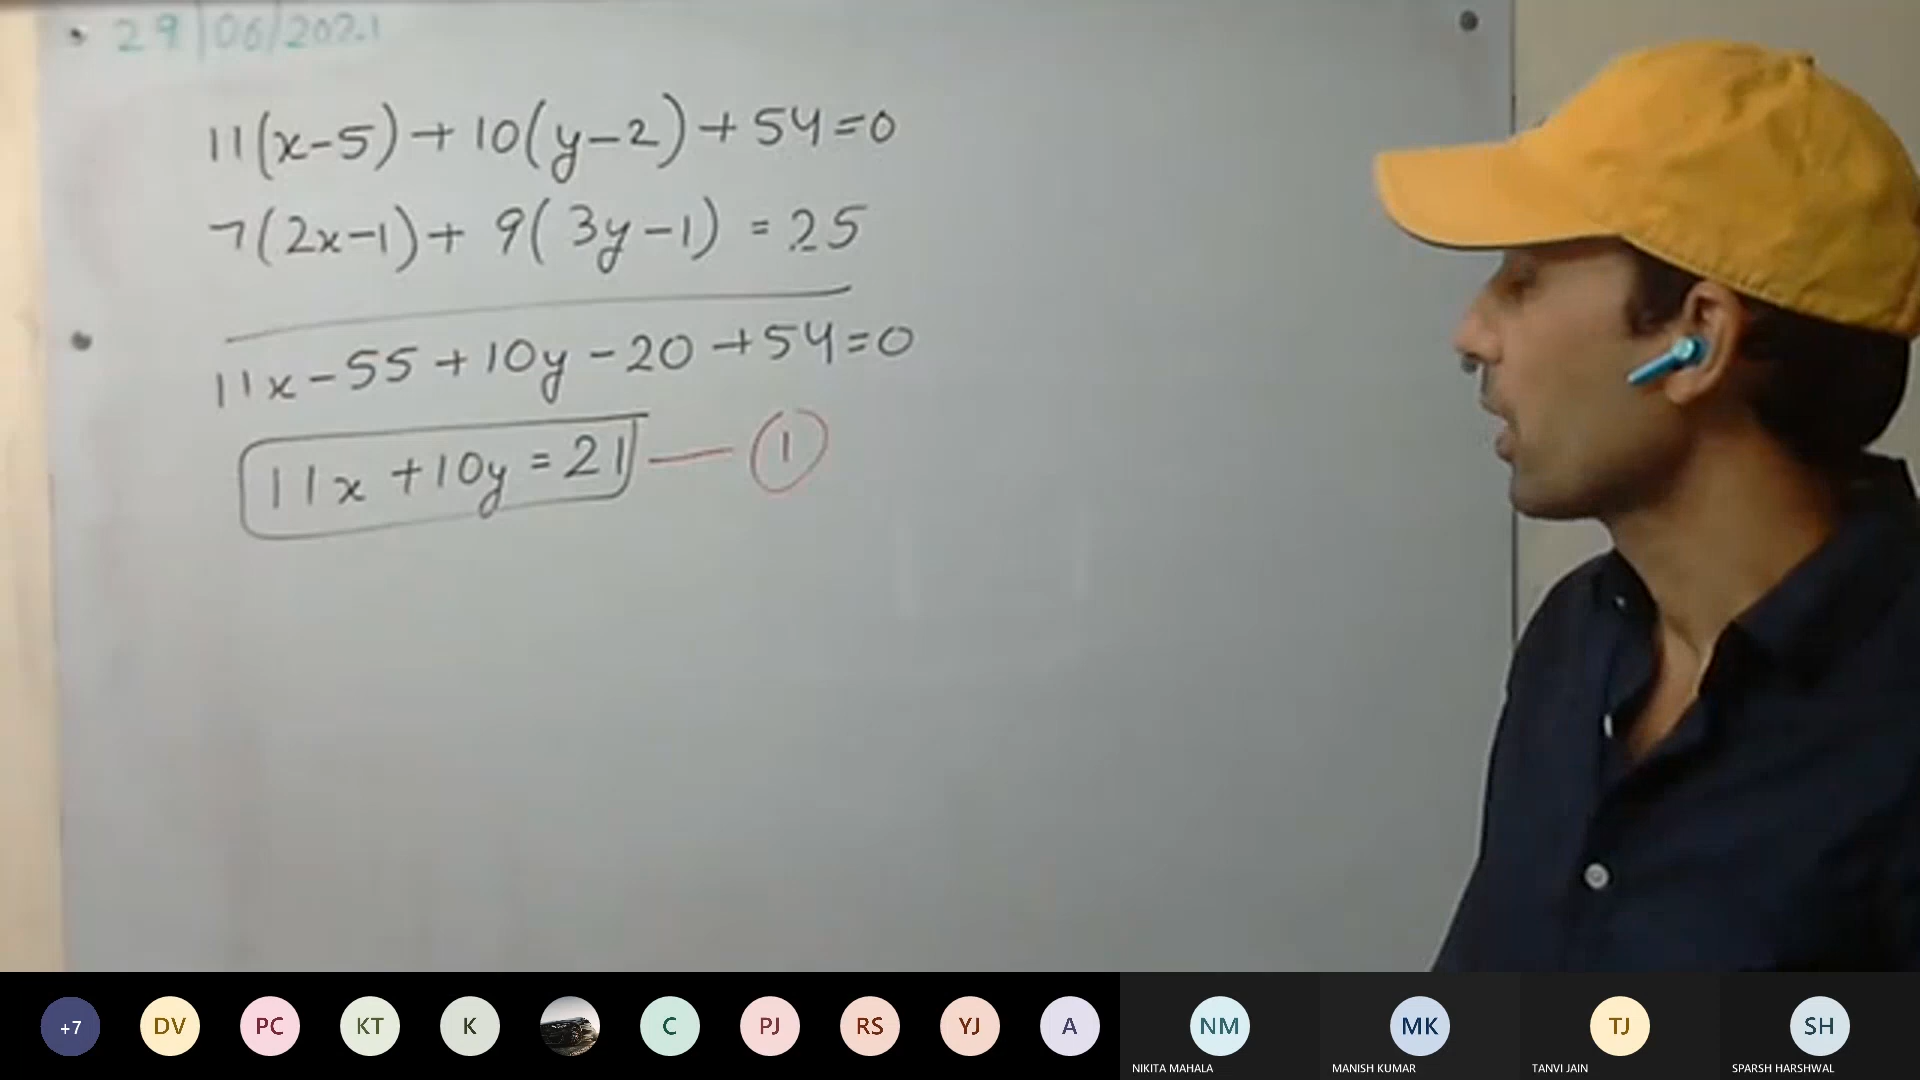 29/06/2021
11(x-5)+10(y-2)+54=0
7(2x-1)+9(3y-1)=25
11x-55+10y-20+54=0
11x+10y=21 — 1
+7
DV
PC
KT
K
C
PJ
RS
YJ
A
NM
MK
TJ
SH
NIKITA MAHALA
MANISH KUMAR
TANVI JAIN
SPARSH HARSHWAL